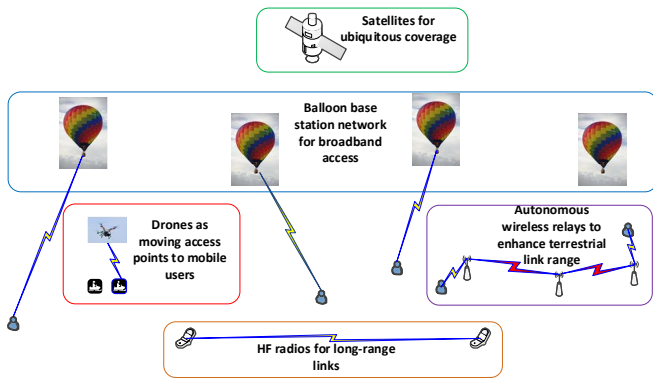 Satellites for
ubiquitous coverage
Balloon base
station network
for broadband
access
Drones as
moving access
points to mobile
users
Autonomous
wireless relays to
enhance terrestrial
link range
HF radios for long-range
links